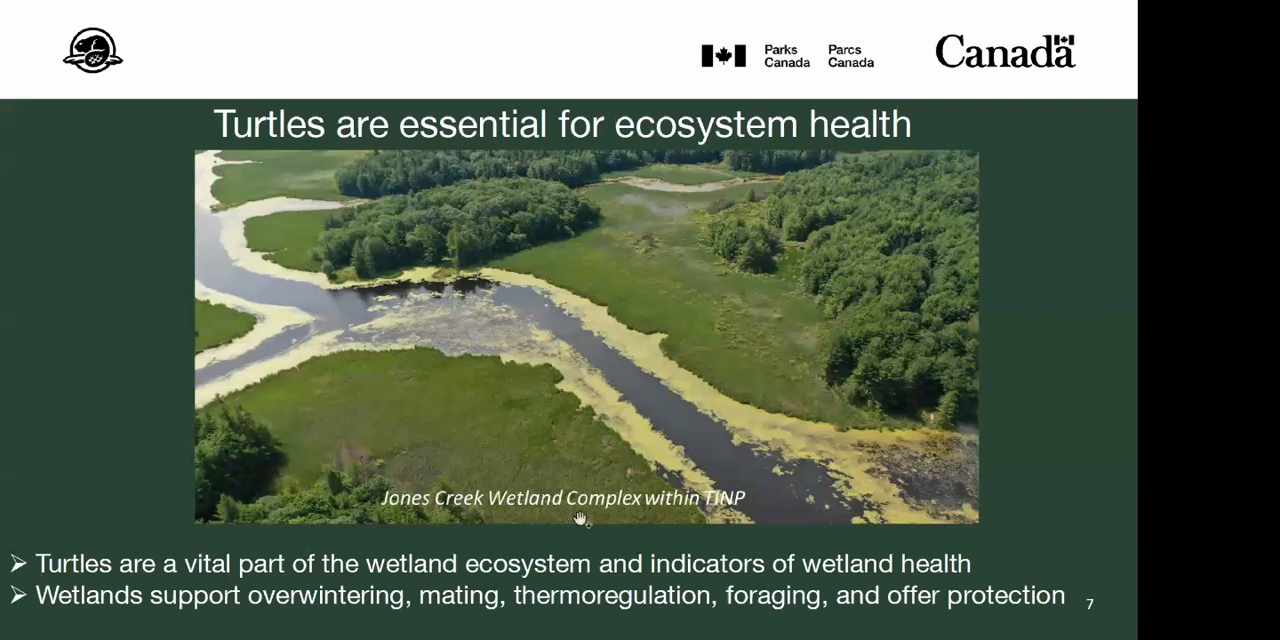 Parks Parcs
Canada Canada
Canada
Turtles are essential for ecosystem health
Jones Creek Wetland Complex within TINP
➢ Turtles are a vital part of the wetland ecosystem and indicators of wetland health
➢ Wetlands support overwintering, mating, thermoregulation, foraging, and offer protection
7